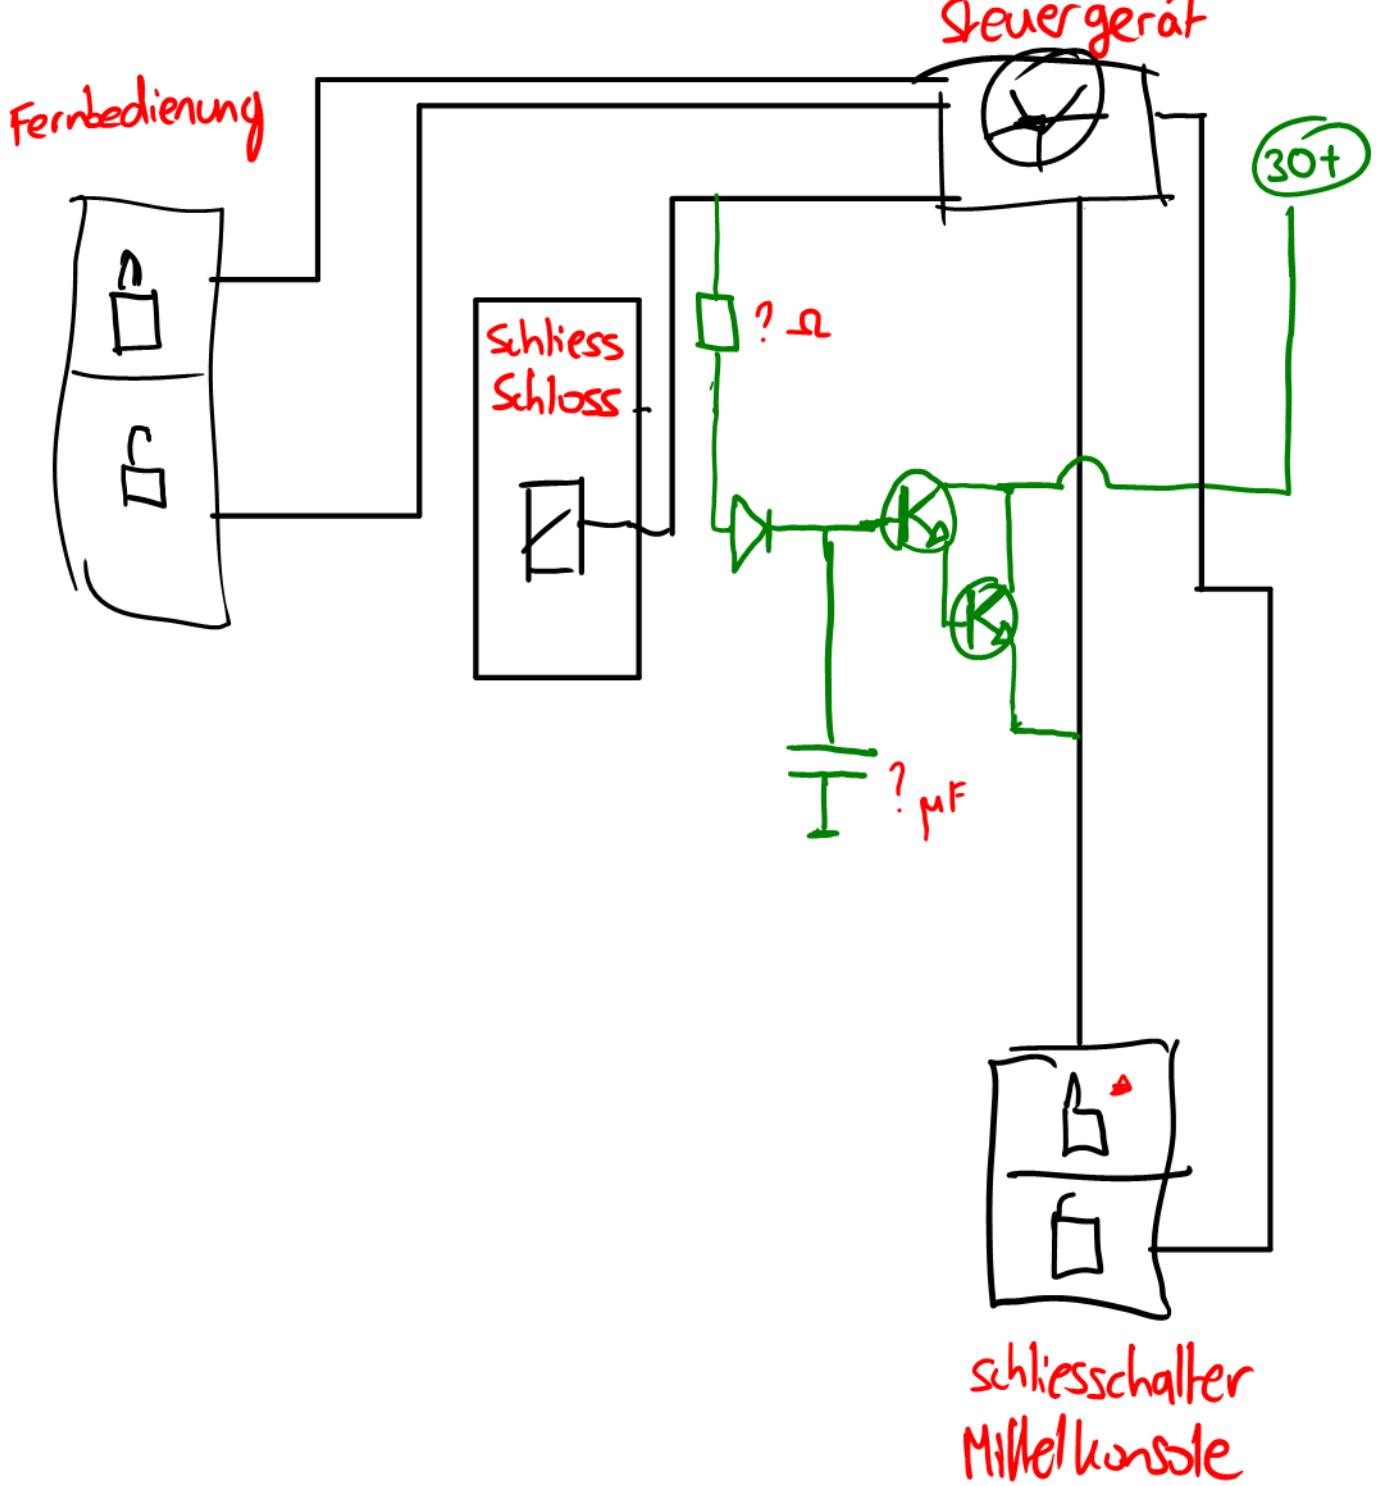 Steuergerät
Fernbedienung
30+
Schliess
Schloss
? Ω
? µF
schliesschalter
Mittelkonsole